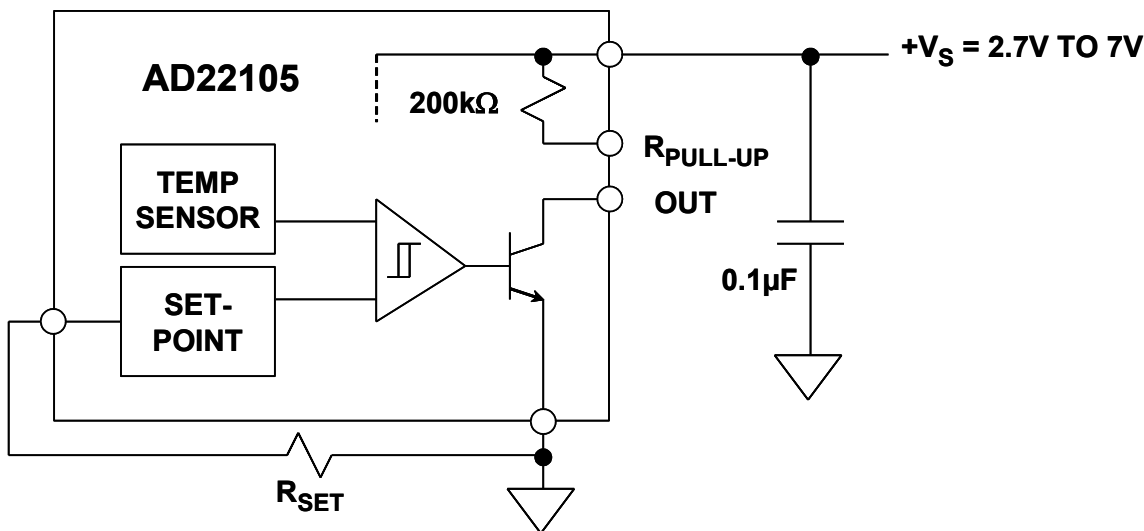 +VS = 2.7V TO 7V
AD22105
200kΩ
RPULL-UP
TEMP
SENSOR
OUT
0.1µF
SET-
POINT
RSET